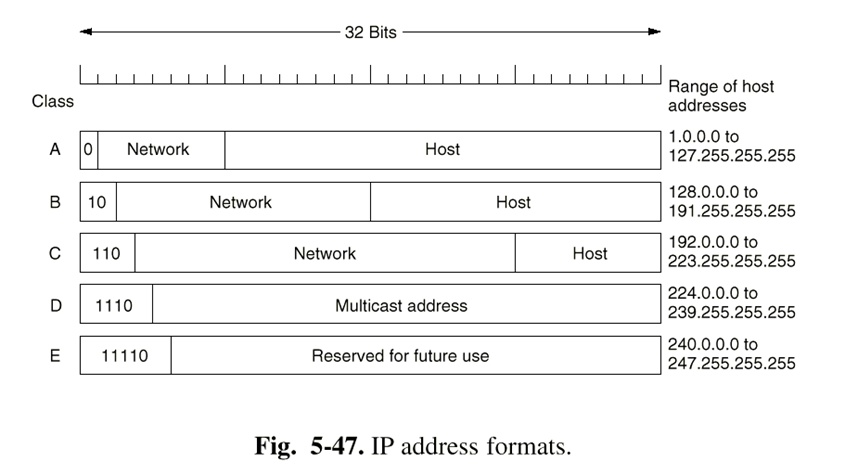 32 Bits
Class
Range of host
addresses
A
0
Network
Host
1.0.0.0 to
127.255.255.255
B
10
Network
Host
128.0.0.0 to
191.255.255.255
C
110
Network
Host
192.0.0.0 to
223.255.255.255
D
1110
Multicast address
224.0.0.0 to
239.255.255.255
E
11110
Reserved for future use
240.0.0.0 to
247.255.255.255
Fig. 5-47. IP address formats.